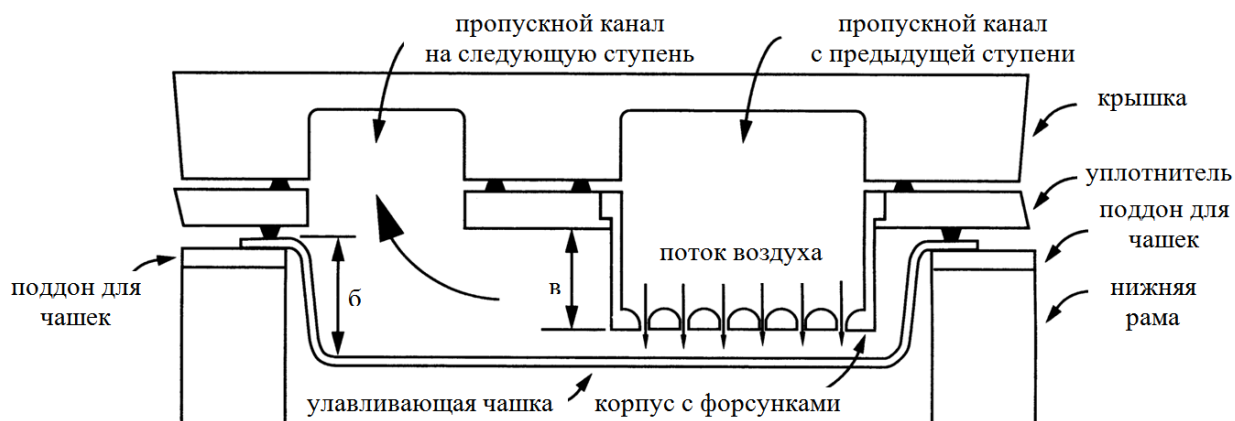 пропускной канал
на следующую ступень
пропускной канал
с предыдущей ступени
крышка
уплотнитель
поддон для
чашек
поток воздуха
поддон для
чашек
б
в
нижняя
рама
улавливающая чашка
корпус с форсунками